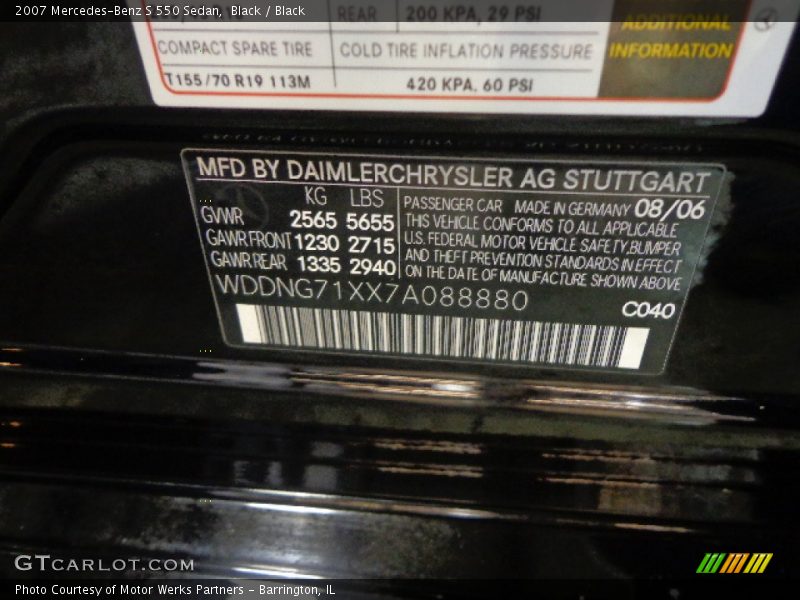 2007 Mercedes-Benz S 550 Sedan, Black / Black
REAR 200 KPA, 29 PSI
COMPACT SPARE TIRE COLD TIRE INFLATION PRESSURE
T155/70 R19 113M 420 KPA, 60 PSI
ADDITIONAL
INFORMATION
MFD BY DAIMLERCHRYSLER AG STUTTGART
KG LBS
GVWR 2565 5655
GAWR FRONT 1230 2715
GAWR REAR 1335 2940
PASSENGER CAR MADE IN GERMANY 08/06
THIS VEHICLE CONFORMS TO ALL APPLICABLE
U.S. FEDERAL MOTOR VEHICLE SAFETY, BUMPER
AND THEFT PREVENTION STANDARDS IN EFFECT
ON THE DATE OF MANUFACTURE SHOWN ABOVE
WDDNG71XX7A088880
C040
GTCARLOT.COM
Photo Courtesy of Motor Werks Partners - Barrington, IL